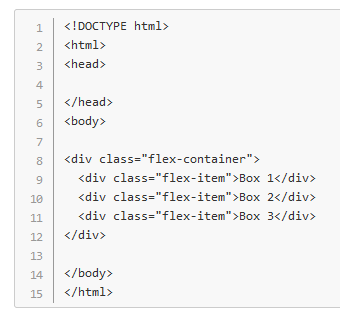 1 <!DOCTYPE html>
2 <html>
3 <head>
4
5 </head>
6 <body>
7
8 <div class="flex-container">
9   <div class="flex-item">Box 1</div>
10   <div class="flex-item">Box 2</div>
11   <div class="flex-item">Box 3</div>
12 </div>
13
14 </body>
15 </html>